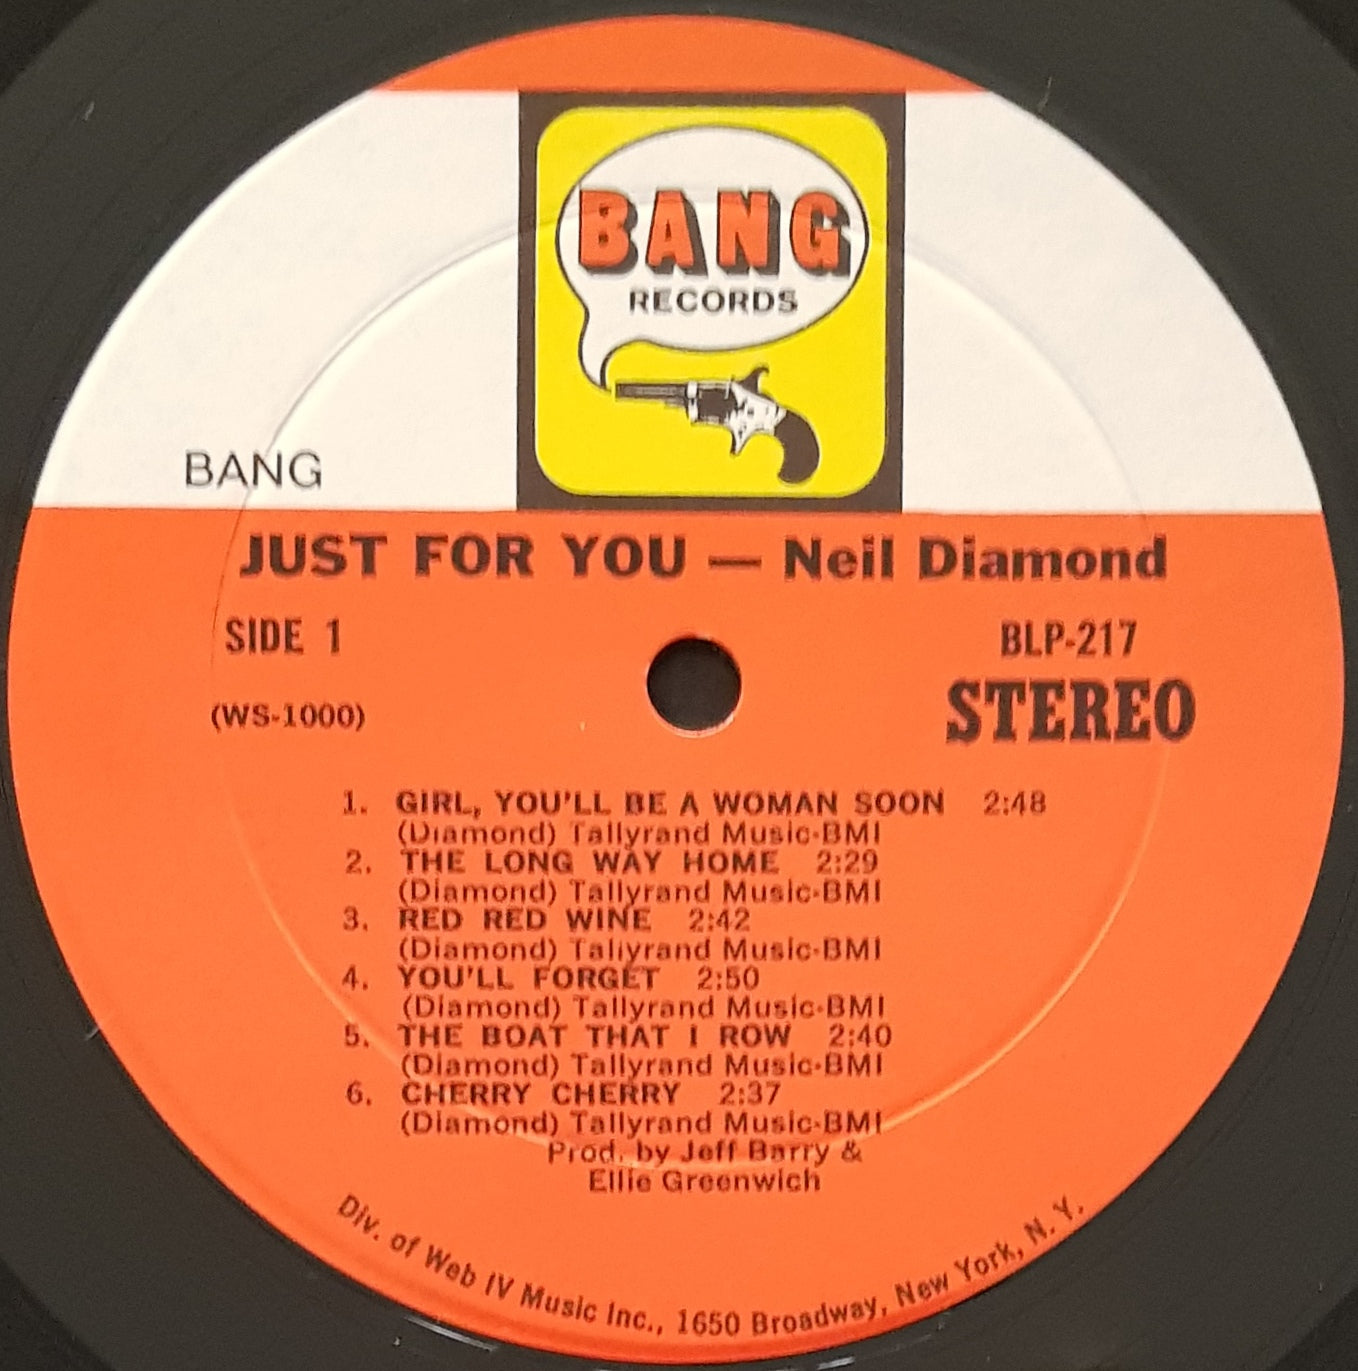 BANG
RECORDS
BANG
JUST FOR YOU — Neil Diamond
SIDE 1
BLP-217
(WS-1000)
STEREO
1. GIRL, YOU'LL BE A WOMAN SOON 2:48
(Diamond) Tallyrand Music-BMI
2. THE LONG WAY HOME 2:29
(Diamond) Tallyrand Music-BMI
3. RED RED WINE 2:42
(Diamond) Tallyrand Music-BMI
4. YOU'LL FORGET 2:50
(Diamond) Tallyrand Music-BMI
5. THE BOAT THAT I ROW 2:40
(Diamond) Tallyrand Music-BMI
6. CHERRY CHERRY 2:37
(Diamond) Tallyrand Music-BMI
Prod. by Jeff Barry &
Ellie Greenwich
Div. of Web IV Music Inc., 1650 Broadway, New York, N. Y.